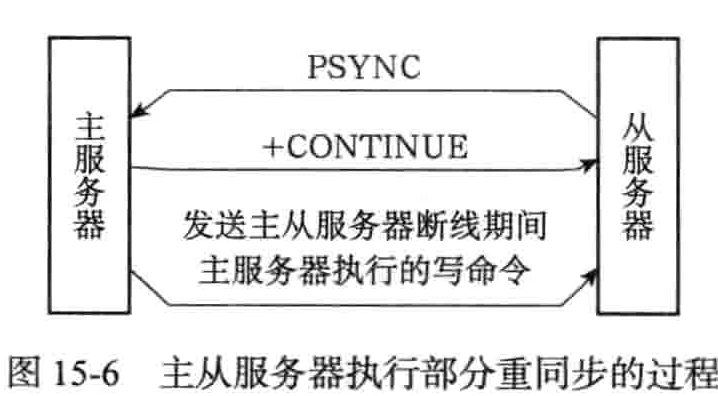 PSYNC
主服务器
从服务器
+CONTINUE
发送主从服务器断线期间
主服务器执行的写命令
图 15-6 主从服务器执行部分重同步的过程